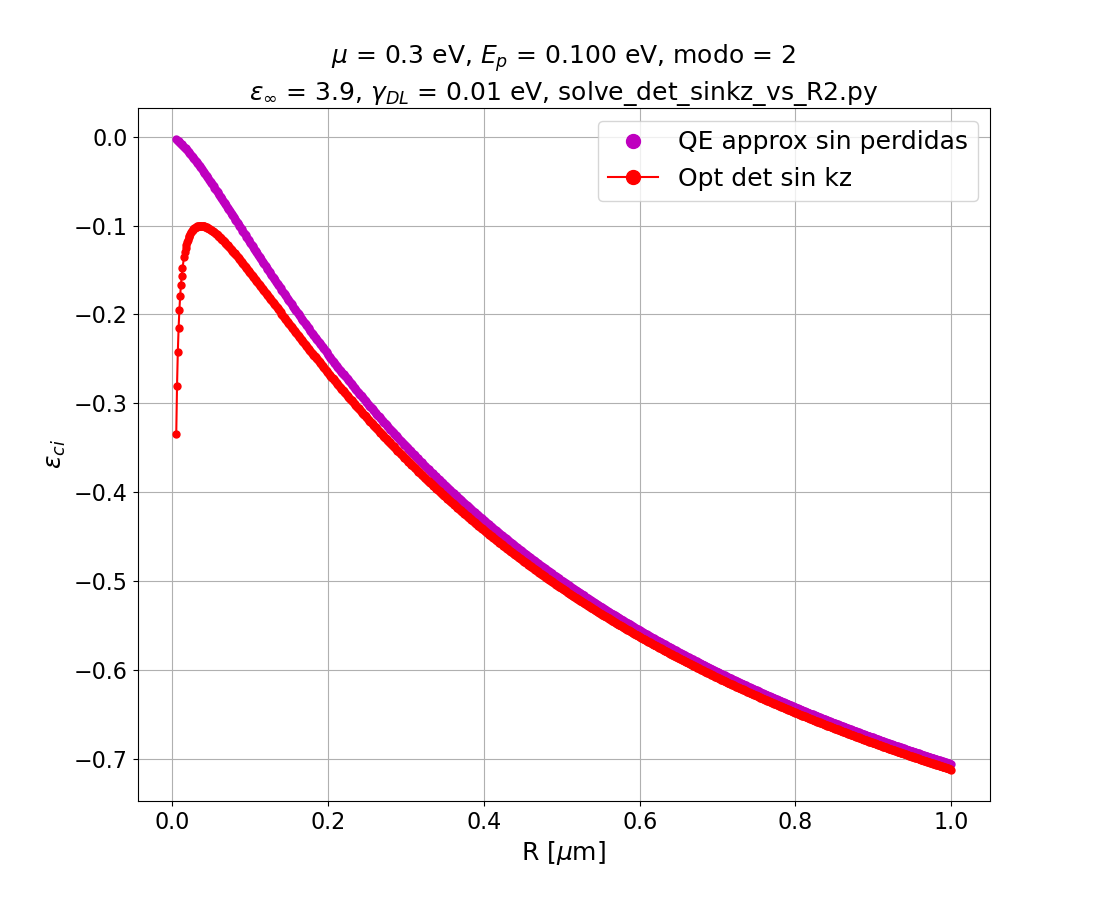 μ = 0.3 eV, E_p = 0.100 eV, modo = 2
ε_∞ = 3.9, γ_DL = 0.01 eV, solve_det_sinkz_vs_R2.py
QE approx sin perdidas
Opt det sin kz
0.0
−0.1
−0.2
−0.3
−0.4
−0.5
−0.6
−0.7
ε_ci
0.0 0.2 0.4 0.6 0.8 1.0
R [μm]